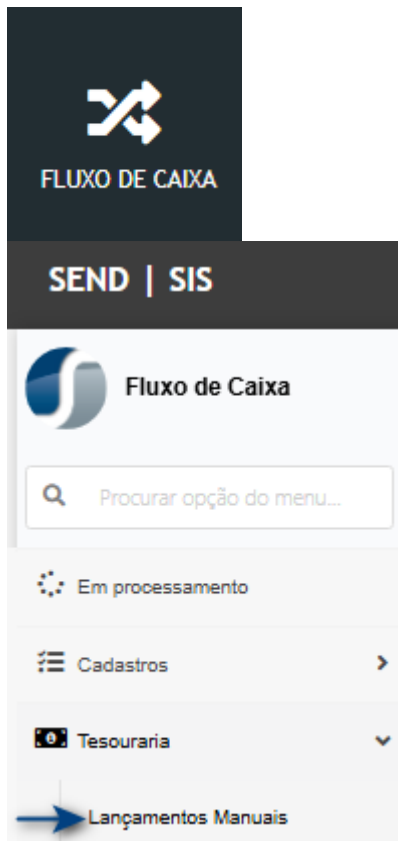 FLUXO DE CAIXA
SEND | SIS
Fluxo de Caixa
Procurar opção do menu...
Em processamento
Cadastros
Tesouraria
Lançamentos Manuais